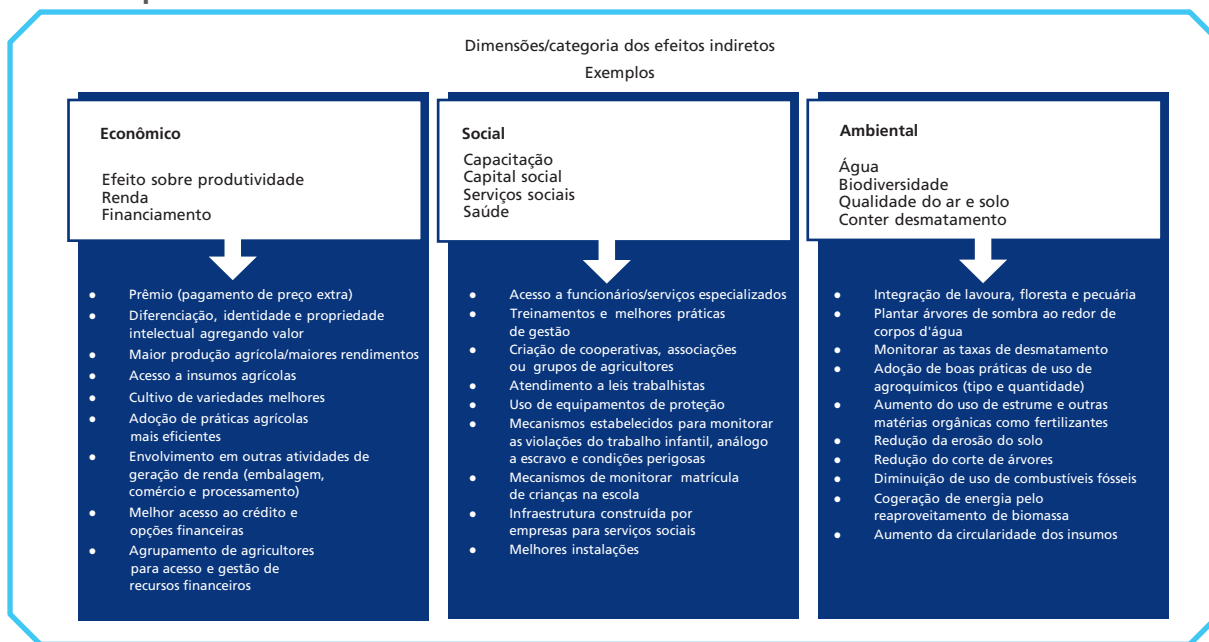 Dimensões/categoria dos efeitos indiretos
Exemplos
Econômico
Efeito sobre produtividade
Renda
Financiamento
● Prêmio (pagamento de preço extra)
● Diferenciação, identidade e propriedade
intelectual agregando valor
● Maior produção agrícola/maiores rendimentos
● Acesso a insumos agrícolas
● Cultivo de variedades melhores
● Adoção de práticas agrícolas
mais eficientes
● Envolvimento em outras atividades de
geração de renda (embalagem,
comércio e processamento)
● Melhor acesso ao crédito e
opções financeiras
● Agrupamento de agricultores
para acesso e gestão de
recursos financeiros
Social
Capacitação
Capital social
Serviços sociais
Saúde
● Acesso a funcionários/serviços especializados
● Treinamentos e melhores práticas
de gestão
● Criação de cooperativas, associações
ou grupos de agricultores
● Atendimento a leis trabalhistas
● Uso de equipamentos de proteção
● Mecanismos estabelecidos para monitorar
as violações do trabalho infantil, análogo
a escravo e condições perigosas
● Mecanismos de monitorar matrícula
de crianças na escola
● Infraestrutura construída por
empresas para serviços sociais
● Melhores instalações
Ambiental
Água
Biodiversidade
Qualidade do ar e solo
Conter desmatamento
● Integração de lavoura, floresta e pecuária
● Plantar árvores de sombra ao redor de
corpos d'água
● Monitorar as taxas de desmatamento
● Adoção de boas práticas de uso de
agroquímicos (tipo e quantidade)
● Aumento do uso de estrume e outras
matérias orgânicas como fertilizantes
● Redução da erosão do solo
● Redução do corte de árvores
● Diminuição de uso de combustíveis fósseis
● Cogeração de energia pelo
reaproveitamento de biomassa
● Aumento da circularidade dos insumos